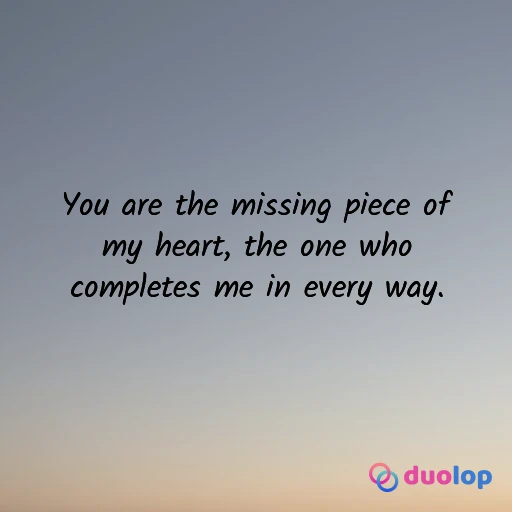 You are the missing piece of
my heart, the one who
completes me in every way.
duolop